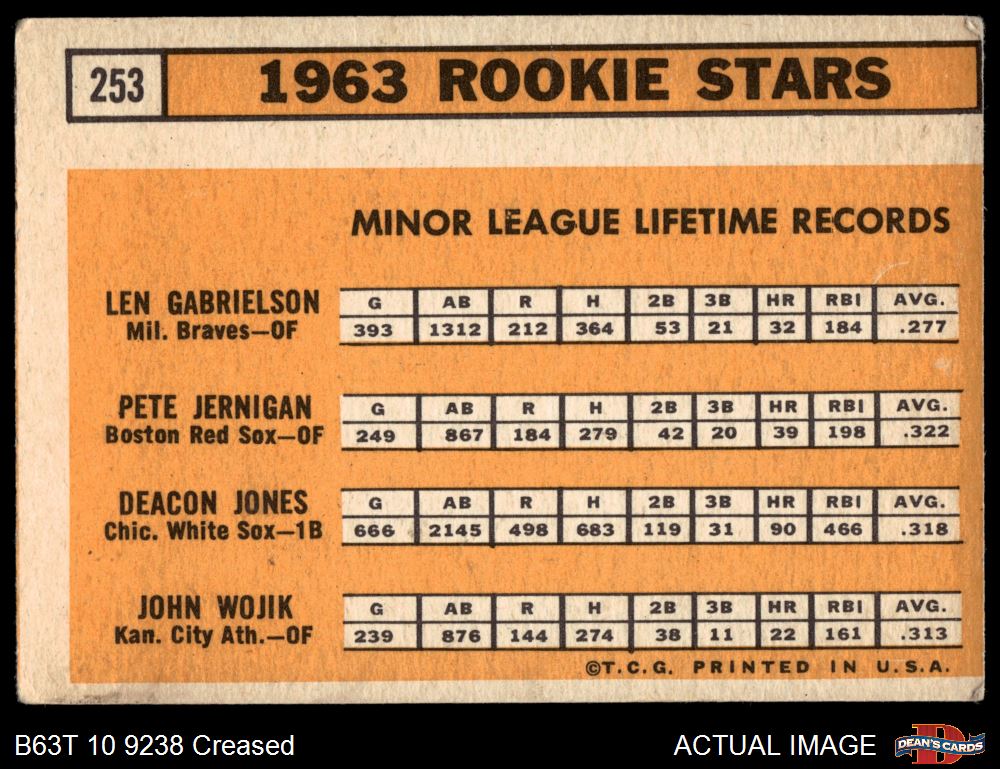 253 1963 ROOKIE STARS
MINOR LEAGUE LIFETIME RECORDS
LEN GABRIELSON
Mil. Braves—OF
G AB R H 2B 3B HR RBI AVG.
393 1312 212 364 53 21 32 184 .277
PETE JERNIGAN
Boston Red Sox—OF
G AB R H 2B 3B HR RBI AVG.
249 867 184 279 42 20 39 198 .322
DEACON JONES
Chic. White Sox—1B
G AB R H 2B 3B HR RBI AVG.
666 2145 498 683 119 31 90 466 .318
JOHN WOJIK
Kan. City Ath.—OF
G AB R H 2B 3B HR RBI AVG.
239 876 144 274 38 11 22 161 .313
©T.C.G. PRINTED IN U.S.A.
B63T 10 9238 Creased
ACTUAL IMAGE
DEAN'S CARDS